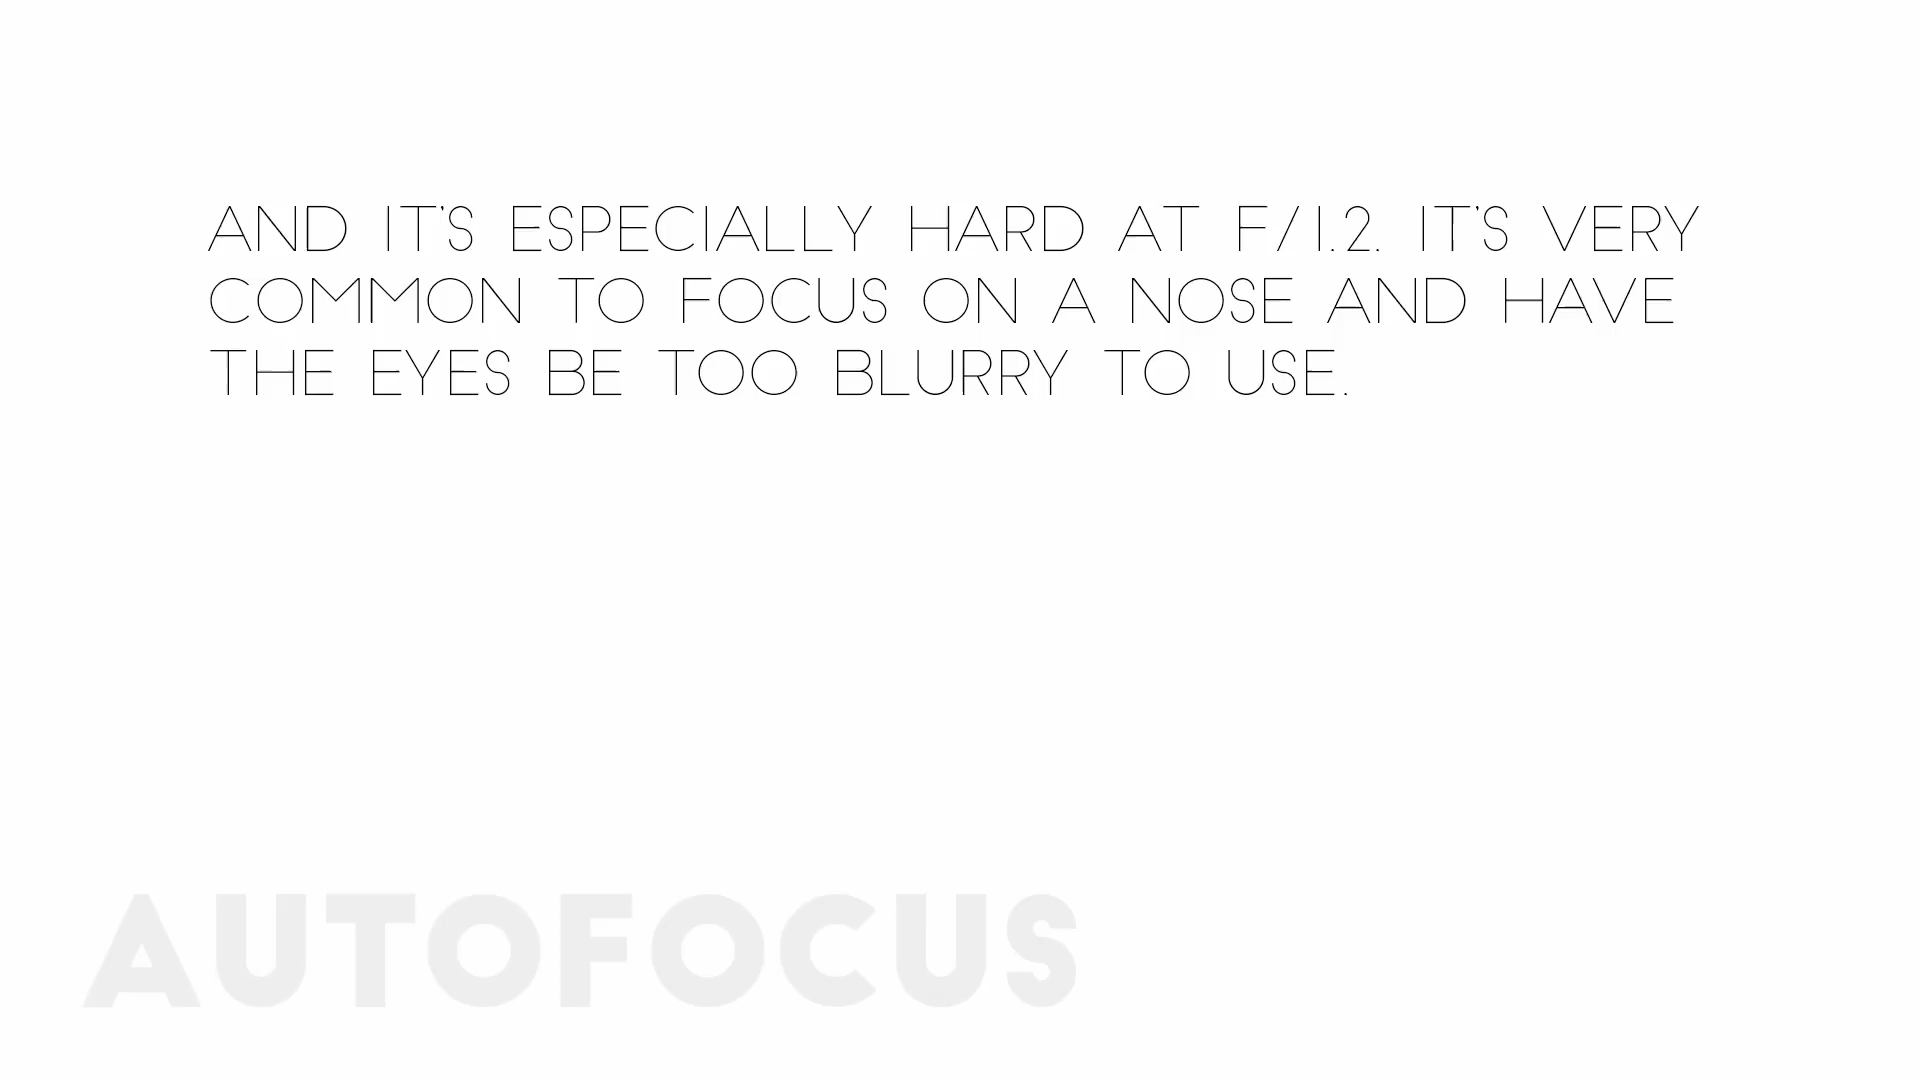 AND IT'S ESPECIALLY HARD AT F/1.2. IT'S VERY
COMMON TO FOCUS ON A NOSE AND HAVE
THE EYES BE TOO BLURRY TO USE.
AUTOFOCUS